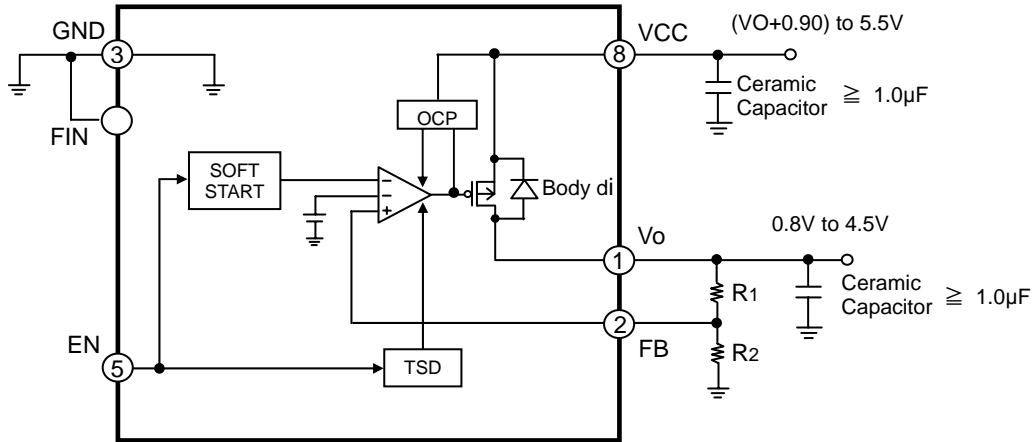 GND
3
FIN
VCC
8
(VO+0.90) to 5.5V
Ceramic
Capacitor ≧ 1.0µF
OCP
SOFT
START
−
−
+
Body di
0.8V to 4.5V
Vo
1
Ceramic
Capacitor ≧ 1.0µF
R1
2
FB
R2
EN
5
TSD